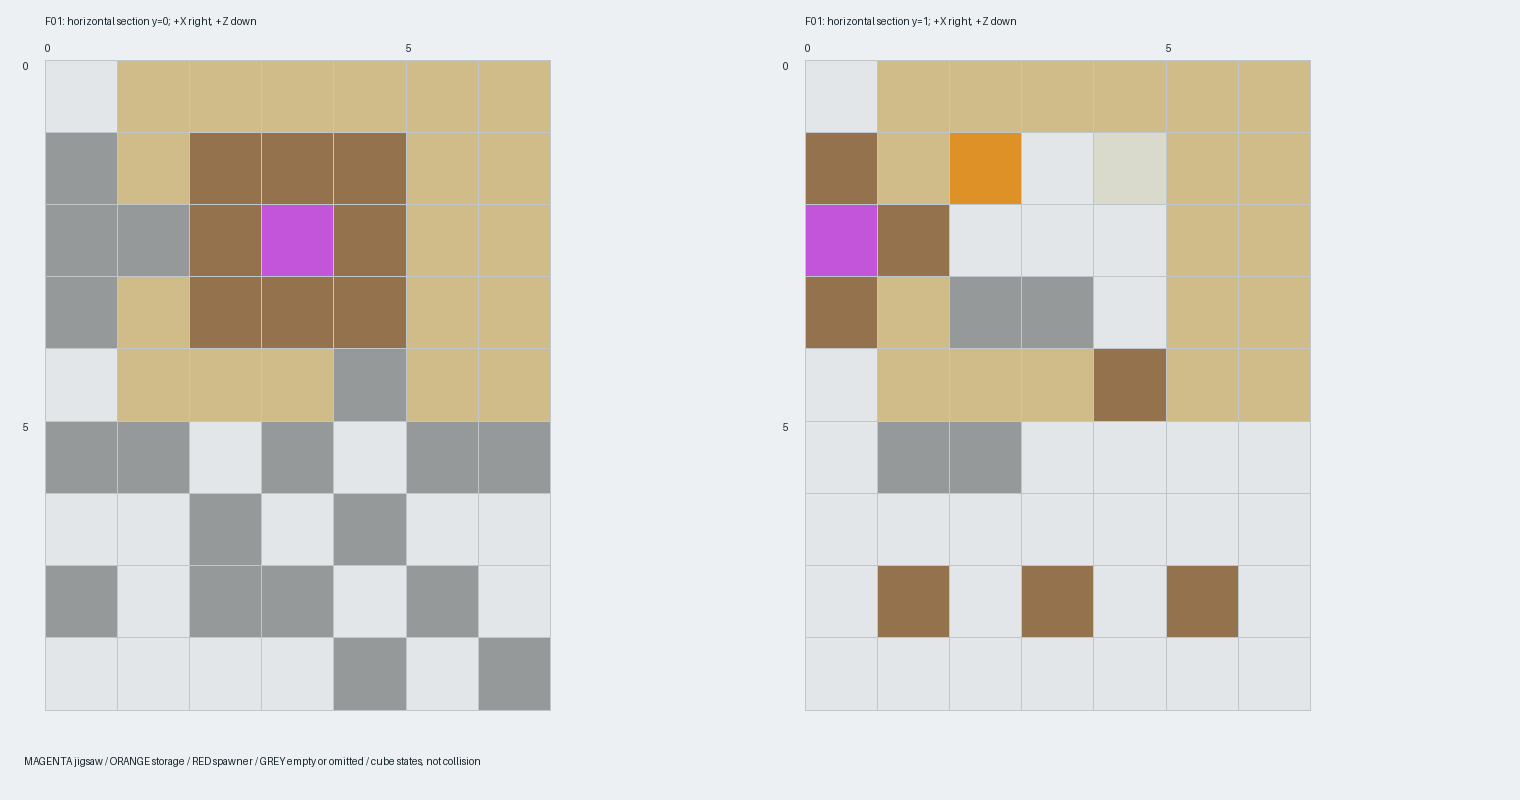 F01: horizontal section y=0; +X right, +Z down
0 5
0
5
F01: horizontal section y=1; +X right, +Z down
0 5
0
5
MAGENTA jigsaw / ORANGE storage / RED spawner / GREY empty or omitted / cube states, not collision